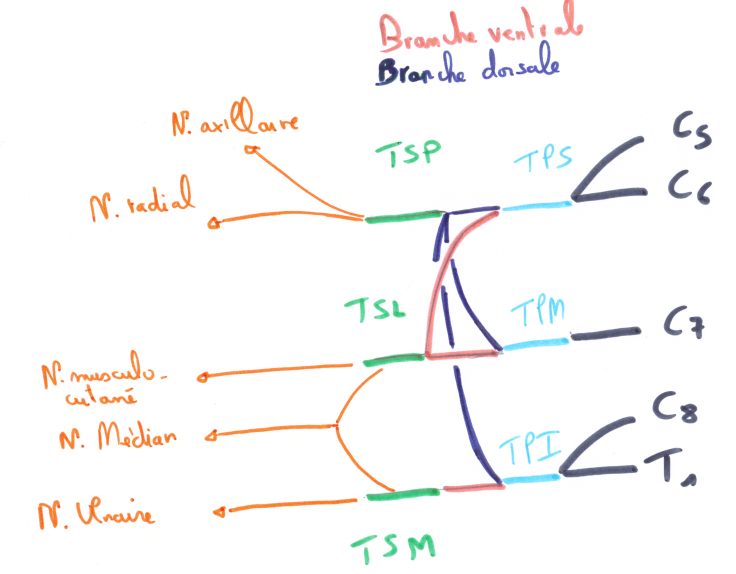 Branche ventrale
Branche dorsale
N. axillaire
TSP
TPS
C5
C6
N. radial
TSL
TPM
C7
N. musculo-
cutané
N. Médian
C8
TPI
T1
N. Ulnaire
TSM